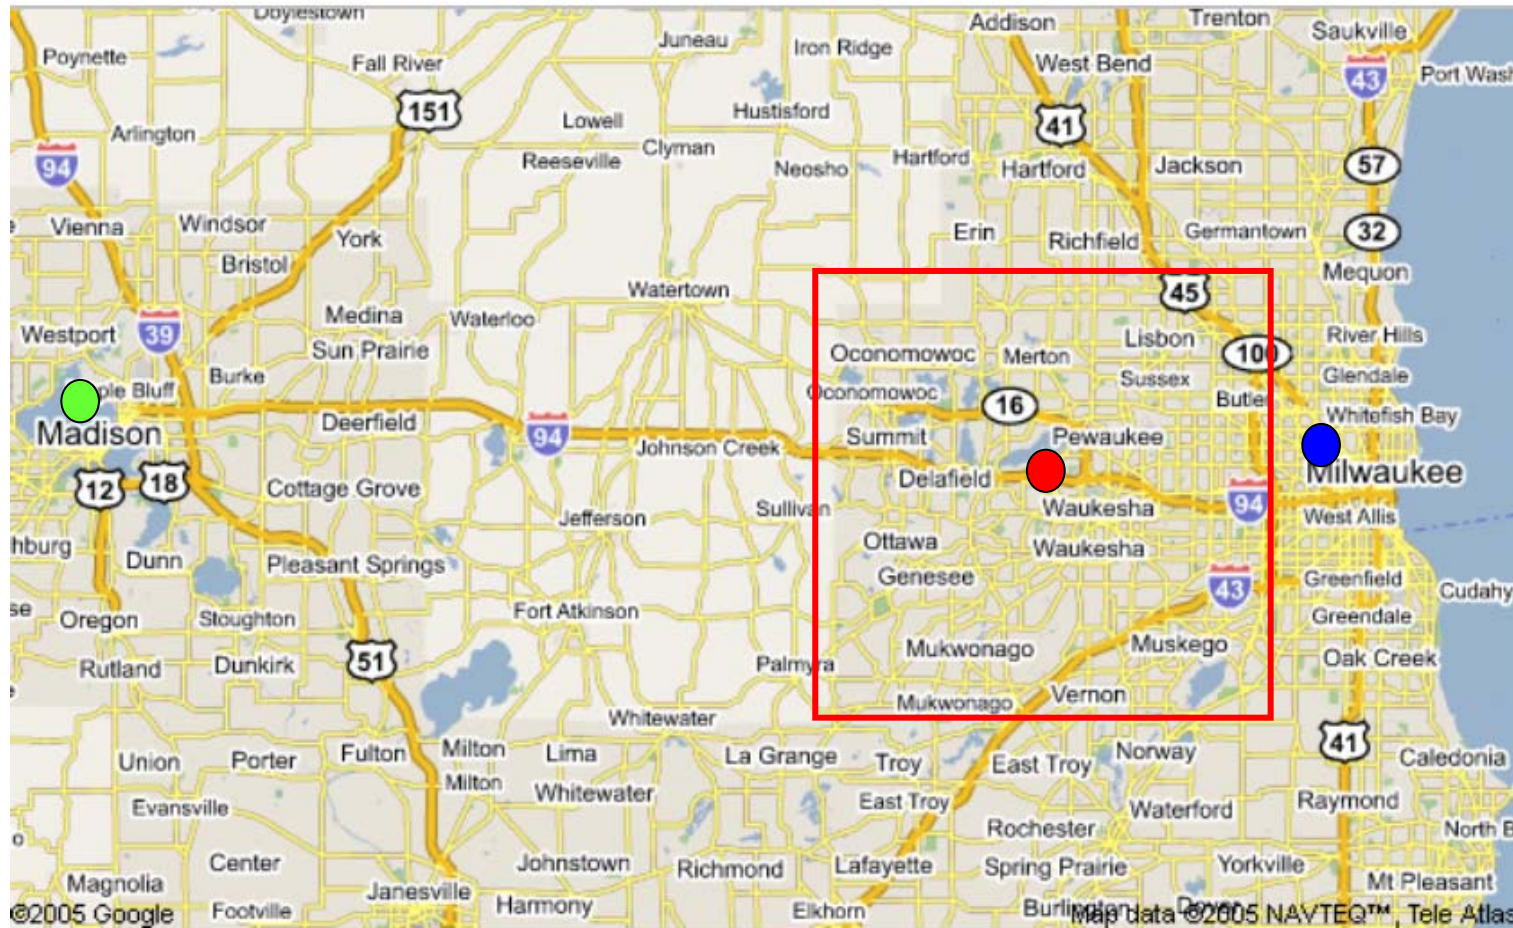 Doylestown
Addison
Trenton
Saukville
Juneau
Iron Ridge
Poynette
Fall River
West Bend
43
Port Wash
151
Hustisford
41
Arlington
Lowell
Clyman
Reeseville
Neosho
Hartford
Hartford
Jackson
57
94
Vienna
Windsor
York
Erin
Richfield
Germantown
32
Bristol
Mequon
Watertown
45
Westport
39
Medina
Waterloo
Sun Prairie
Lisbon
River Hills
Oconomowoc
Merton
100
Burke
Sussex
Glendale
ple Bluff
Oconomowoc
16
Butler
Whitefish Bay
Madison
Deerfield
94
Johnson Creek
Summit
Pewaukee
Milwaukee
12
18
Cottage Grove
Delafield
Sullivan
Waukesha
94
West Allis
Jefferson
hburg
Dunn
Pleasant Springs
Ottawa
Waukesha
Genesee
43
Greenfield
Cudahy
se
Oregon
Stoughton
Fort Atkinson
Greendale
Rutland
Dunkirk
51
Palmyra
Mukwonago
Muskego
Oak Creek
Mukwonago
Vernon
Whitewater
Union
Porter
Fulton
Milton
Lima
La Grange
Troy
East Troy
Norway
41
Caledonia
Milton
Whitewater
Evansville
East Troy
Waterford
Raymond
Rochester
North B
Center
Johnstown
Richmond
Lafayette
Spring Prairie
Yorkville
Magnolia
Janesville
Mt Pleasant
©2005 Google
Footville
Harmony
Elkhorn
Burlington
Dover
Map data ©2005 NAVTEQ™, Tele Atlas